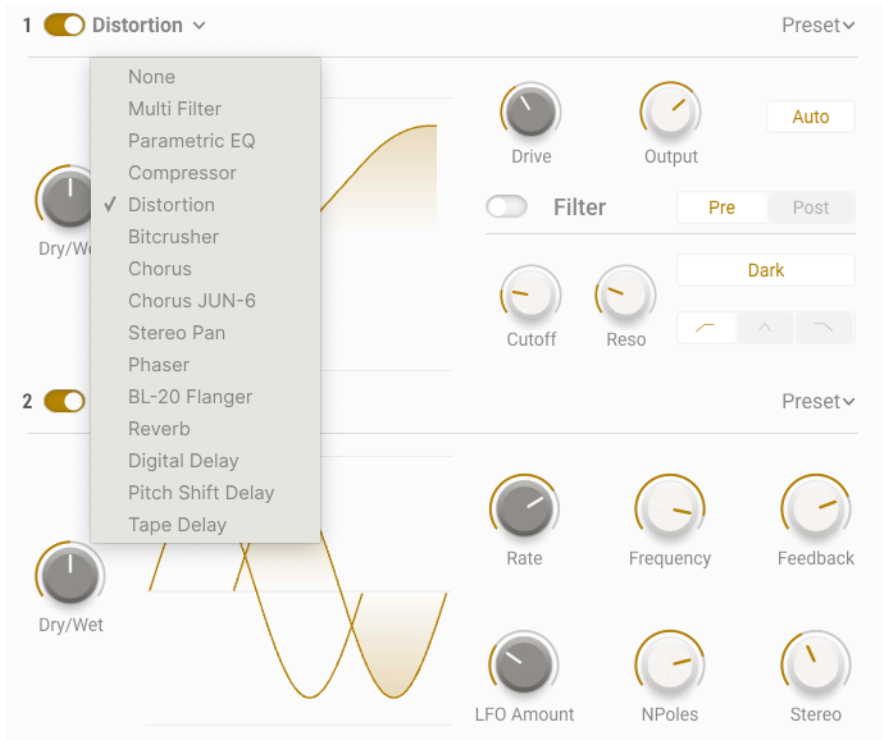 1 Distortion Preset
None
Multi Filter
Parametric EQ
Compressor
Distortion
Bitcrusher
Chorus
Chorus JUN-6
Stereo Pan
Phaser
BL-20 Flanger
Reverb
Digital Delay
Pitch Shift Delay
Tape Delay
Dry/We
Auto
Drive Output
Filter Pre Post
Dark
Cutoff Reso
2 Preset
Dry/Wet
Rate Frequency Feedback
LFO Amount NPoles Stereo